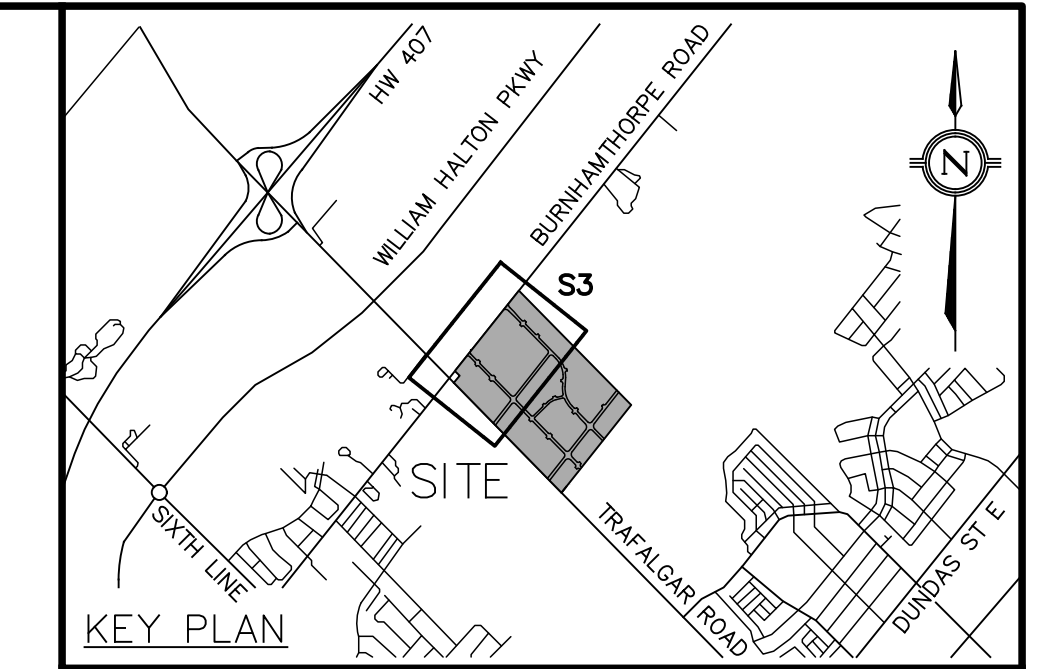 HW 407
WILLIAM HALTON PKWY
BURNHAMTHORPE ROAD
N
S3
SITE
SIXTH LINE
TRAFALGAR ROAD
DUNDAS ST E
KEY PLAN